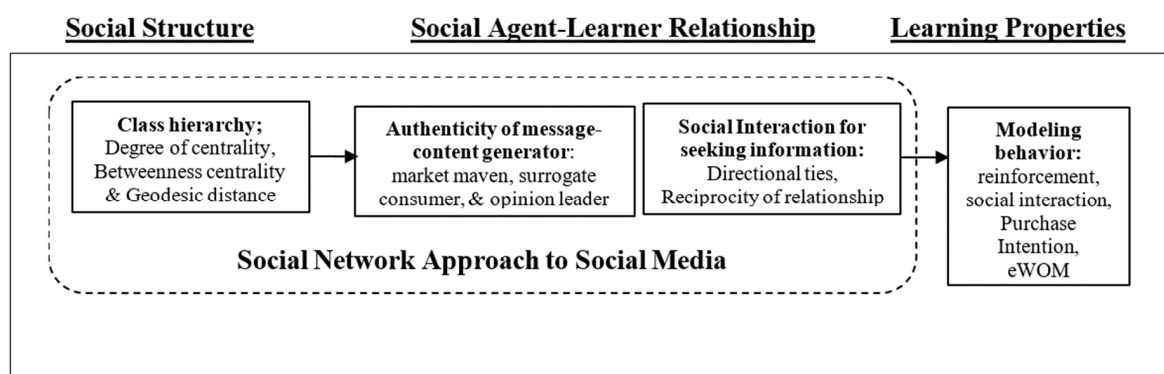 Social Structure
Social Agent-Learner Relationship
Learning Properties
Class hierarchy;
Degree of centrality,
Betweenness centrality
& Geodesic distance
Authenticity of message-
content generator:
market maven, surrogate
consumer, & opinion leader
Social Interaction for
seeking information:
Directional ties,
Reciprocity of relationship
Modeling
behavior:
reinforcement,
social interaction,
Purchase
Intention,
eWOM
Social Network Approach to Social Media